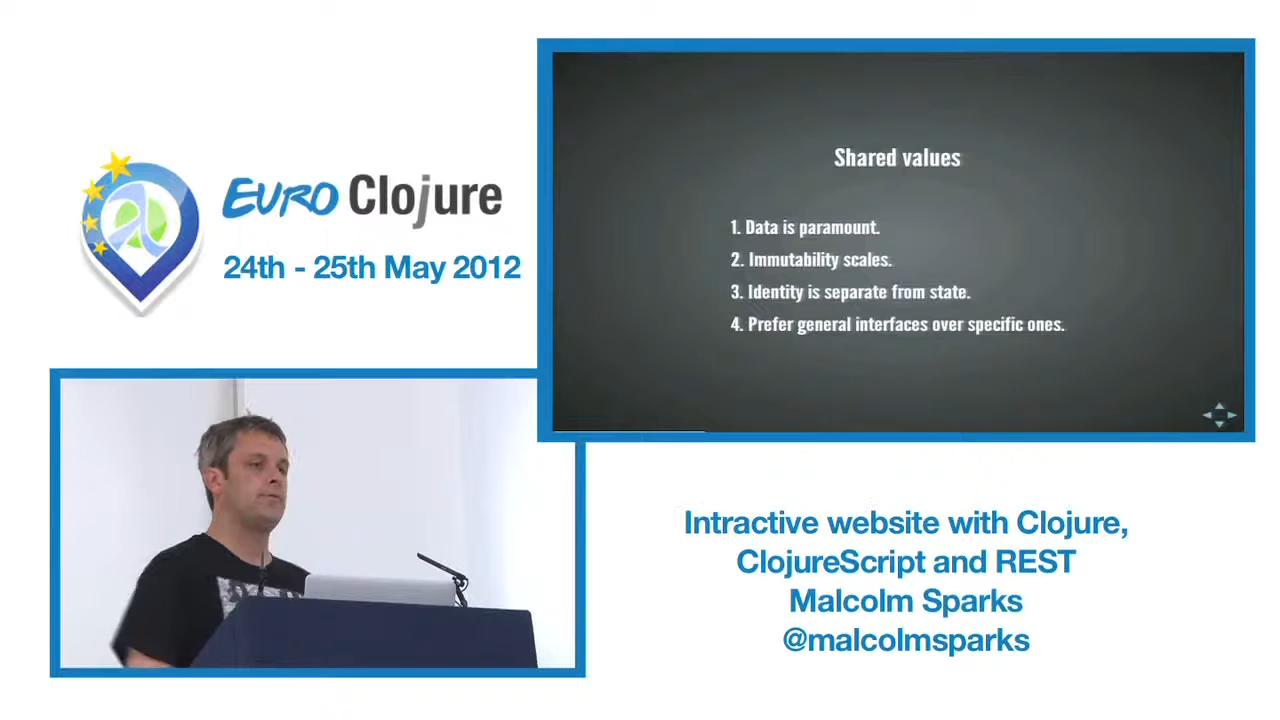 EURO Clojure
24th - 25th May 2012
Shared values
1. Data is paramount.
2. Immutability scales.
3. Identity is separate from state.
4. Prefer general interfaces over specific ones.
Intractive website with Clojure,
ClojureScript and REST
Malcolm Sparks
@malcolmsparks